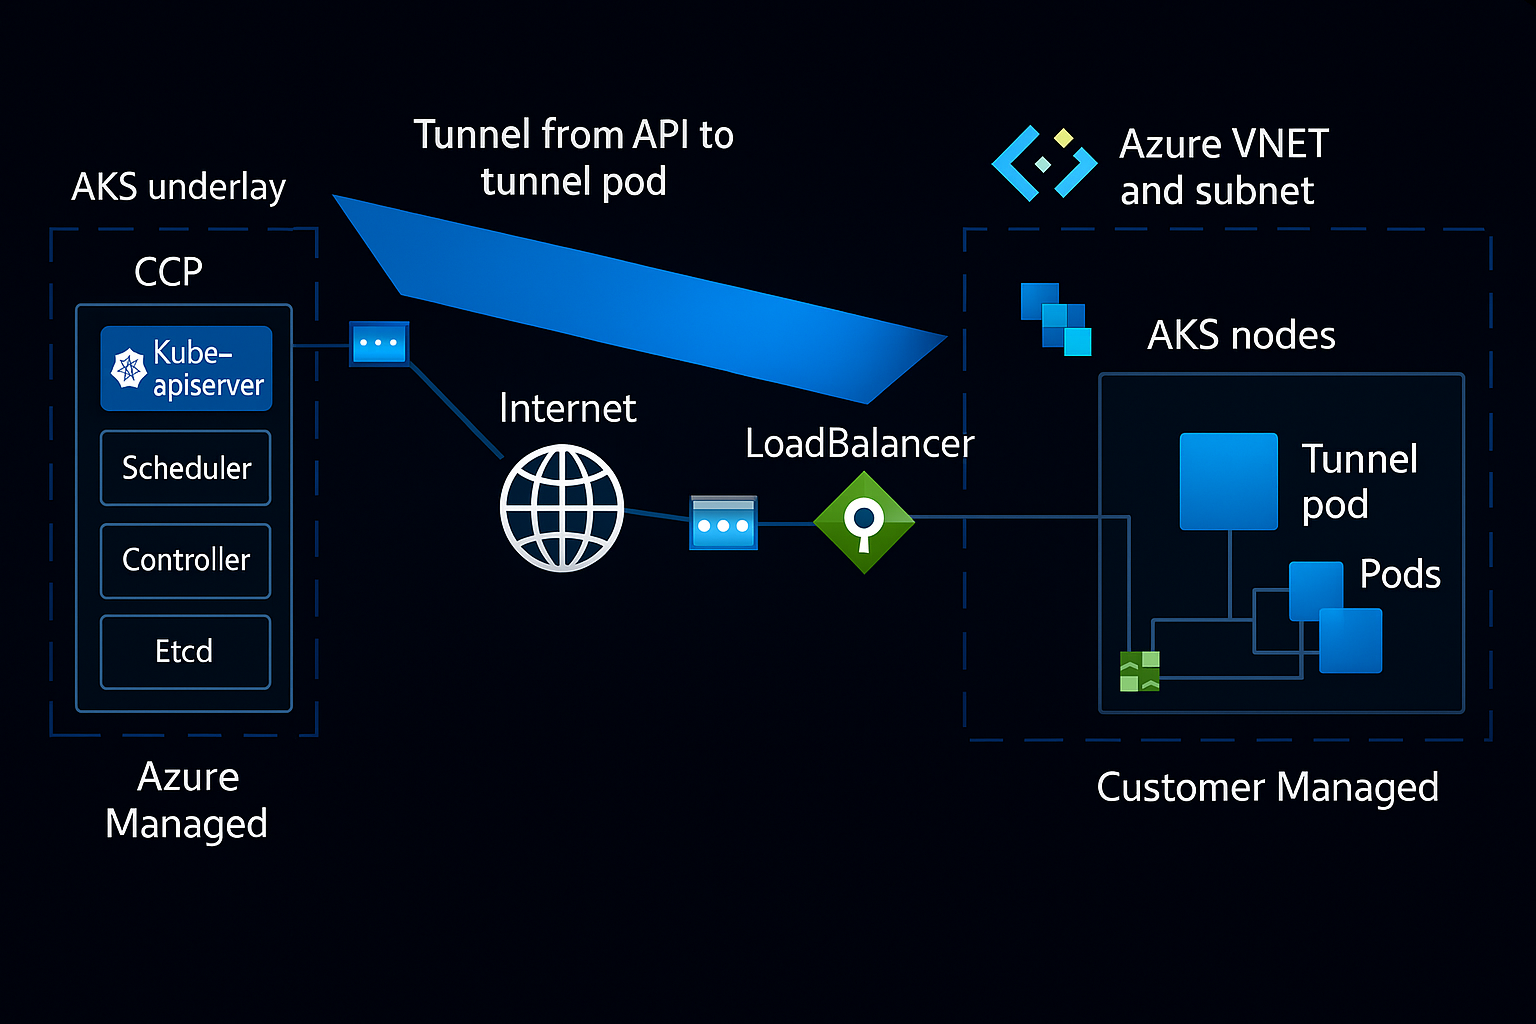 Tunnel from API to
tunnel pod
AKS underlay
CCP
Kube-
apiserver
Scheduler
Controller
Etcd
Azure
Managed
Internet
LoadBalancer
Azure VNET
and subnet
AKS nodes
Tunnel
pod
Pods
Customer Managed